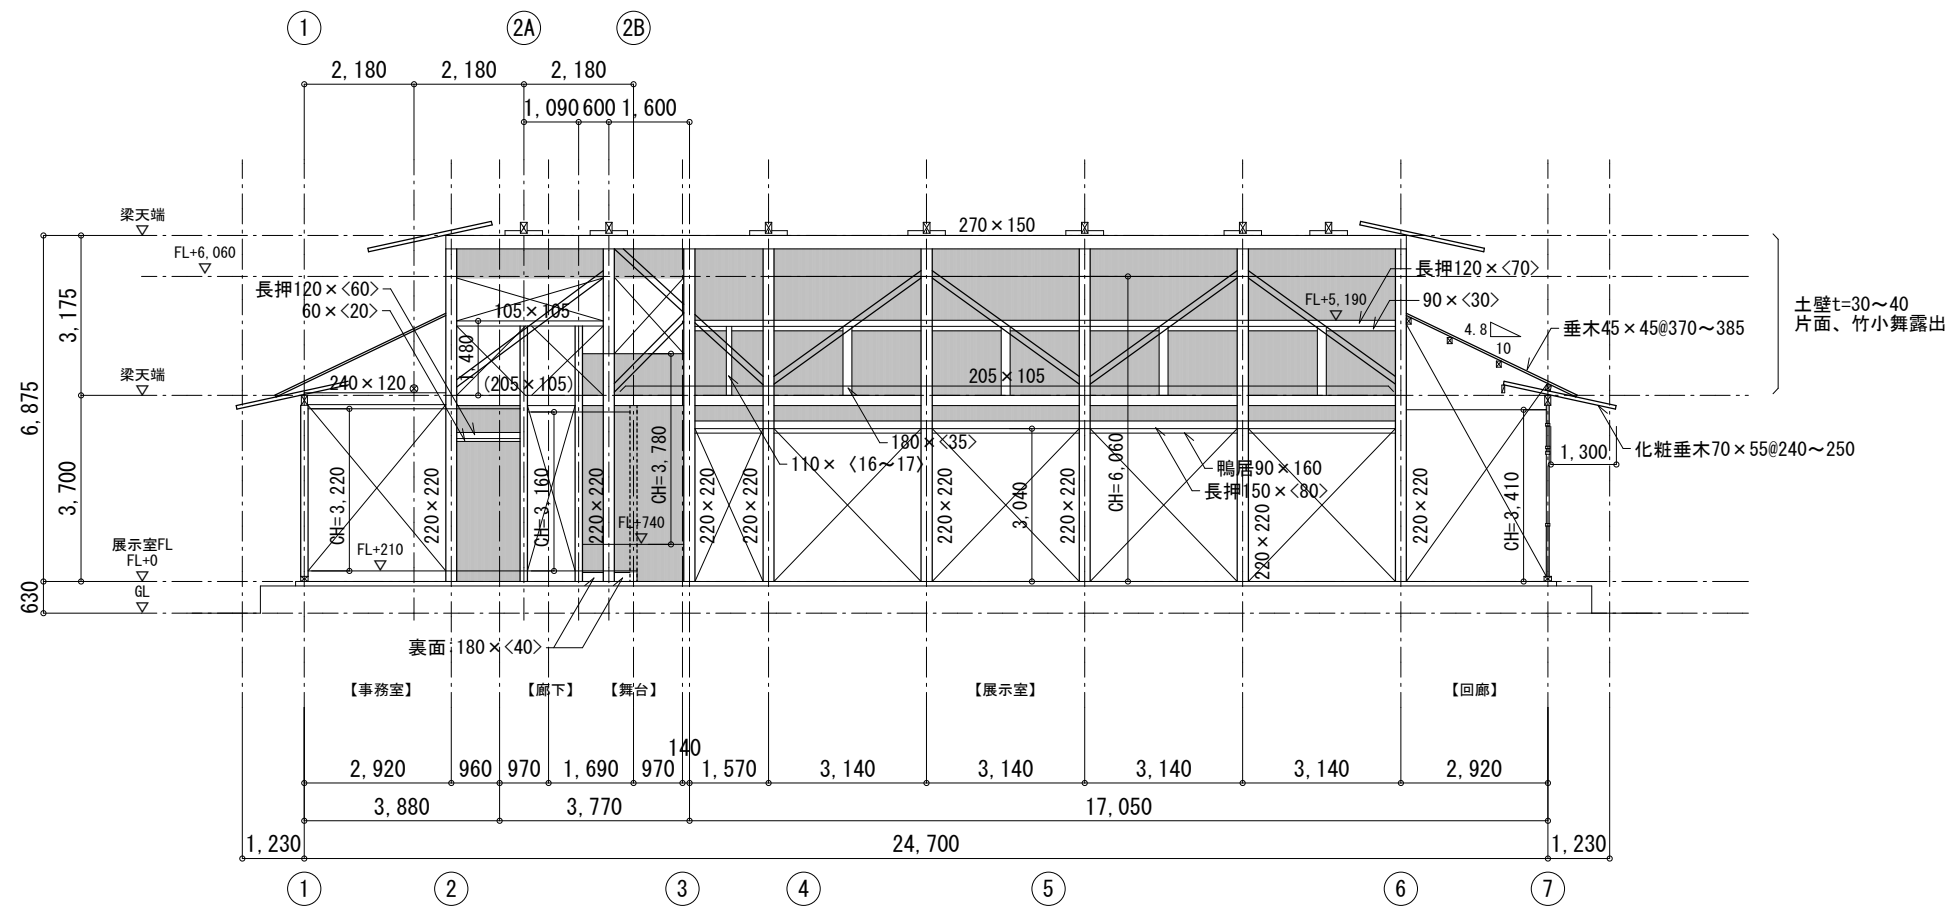 1
2A
2B
2,180
2,180
2,180
1,090
600
1,600
梁天端
FL+6,060
270×150
長押120×<70>
長押120×<60>
60×<20>
105×105
FL+5,190
90×<30>
土壁t=30～40
片面、竹小舞露出
4.8
10
垂木45×45@370～385
3,175
1,480
梁天端
240×120
(205×105)
205×105
6,875
180×<35>
110×〈16～17〉
鴨居90×160
長押150×<80>
1,300
化粧垂木70×55@240～250
3,700
CH=3,220
220×220
CH=3,160
220×220
CH=3,780
220×220
220×220
220×220
3,040
220×220
CH=6,060
220×220
220×220
CH=3,410
FL+740
FL+210
展示室FL
FL+0
GL
630
裏面 180×<40>
【事務室】
【廊下】
【舞台】
【展示室】
【回廊】
140
2,920
960
970
1,690
970
1,570
3,140
3,140
3,140
3,140
2,920
3,880
3,770
17,050
1,230
24,700
1,230
1
2
3
4
5
6
7